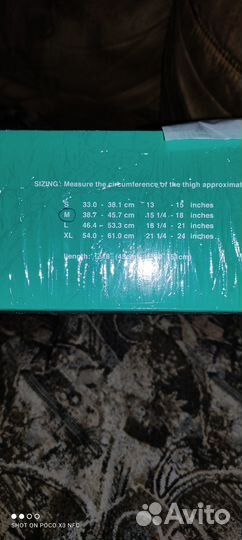 SIZING: Measure the circumference of the thigh approximat
S 33.0 - 38.1 cm 13 - 15 inches
M 38.7 - 45.7 cm 15 1/4 - 18 inches
L 46.4 - 53.3 cm 18 1/4 - 21 inches
XL 54.0 - 61.0 cm 21 1/4 - 24 inches
length:
SHOT ON POCO X3 NFC
Avito